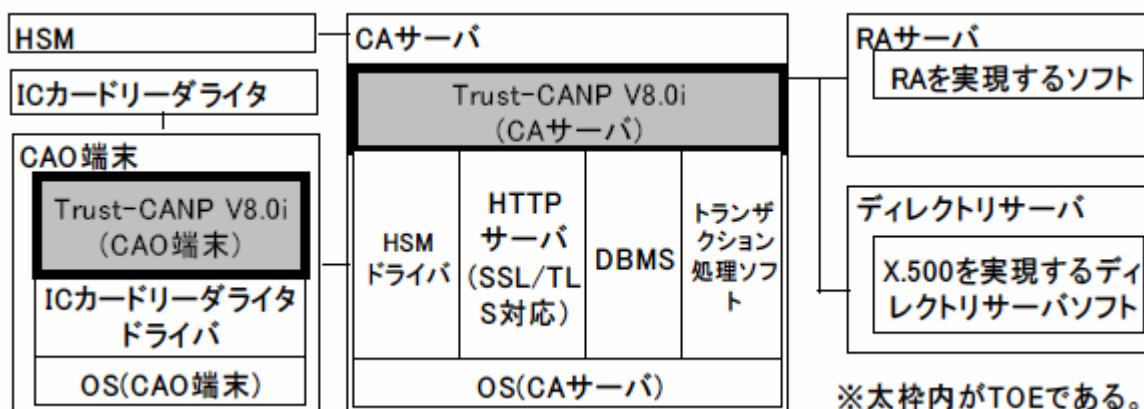 HSM
ICカードリーダライタ
CAO端末
Trust-CANP V8.0i
(CAO端末)
ICカードリーダライタ
ドライバ
OS(CAO端末)
CAサーバ
Trust-CANP V8.0i
(CAサーバ)
HSM
ドライバ
HTTP
サーバ
(SSL/TL
S対応)
DBMS
トランザ
クション
処理ソフ
ト
OS(CAサーバ)
RAサーバ
RAを実現するソフト
ディレクトリサーバ
X.500を実現するディ
レクトリサーバソフト
※太枠内がTOEである。